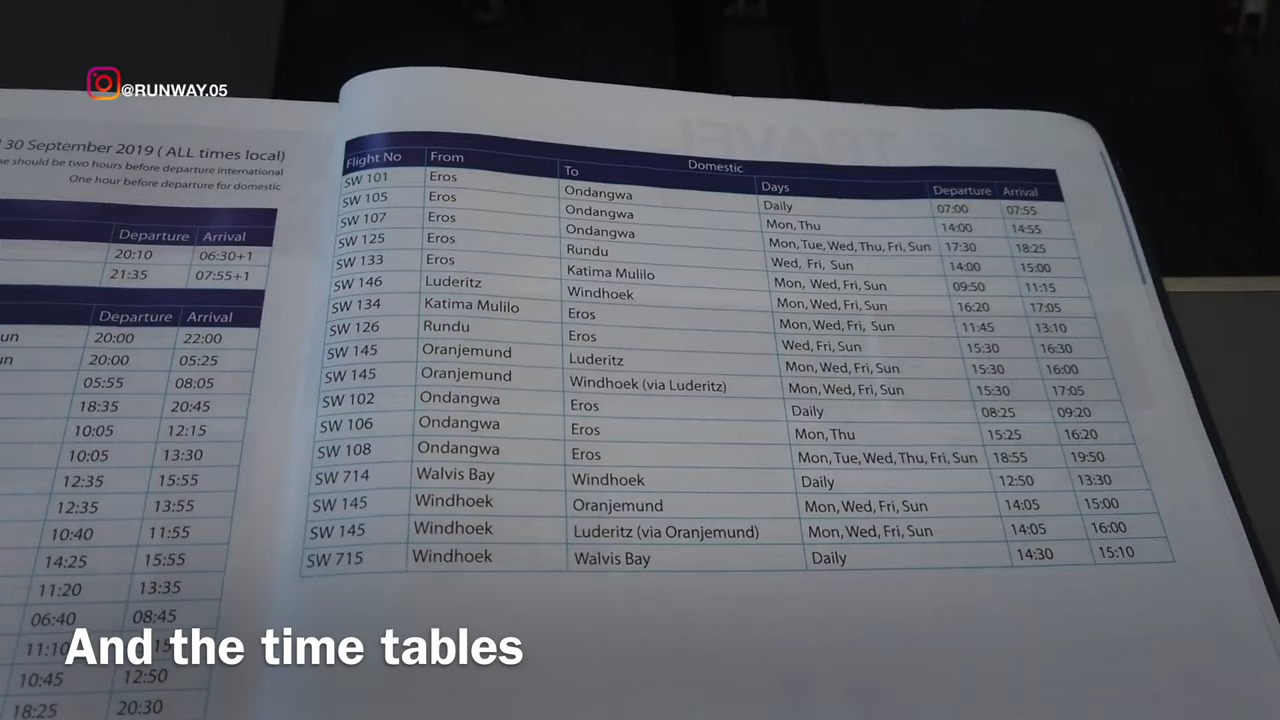 @RUNWAY.05
30 September 2019 ( ALL times local)
should be two hours before departure international
One hour before departure for domestic
Departure Arrival
20:10 06:30+1
21:35 07:55+1
Departure Arrival
20:00 22:00
20:00 05:25
05:55 08:05
18:35 20:45
10:05 12:15
10:05 13:30
12:35 15:55
12:35 13:55
10:40 11:55
14:25 15:55
11:20 13:35
06:40 08:45
11:10
10:45 12:50
18:25 20:30
Domestic
Flight No From To Days Departure Arrival
SW 101 Eros Ondangwa Daily 07:00 07:55
SW 105 Eros Ondangwa Mon, Thu 14:00 14:55
SW 107 Eros Ondangwa Mon, Tue, Wed, Thu, Fri, Sun 17:30 18:25
SW 125 Eros Rundu Wed, Fri, Sun 14:00 15:00
SW 133 Eros Katima Mulilo Mon, Wed, Fri, Sun 09:50 11:15
SW 146 Luderitz Windhoek Mon, Wed, Fri, Sun 16:20 17:05
SW 134 Katima Mulilo Eros Mon, Wed, Fri, Sun 11:45 13:10
SW 126 Rundu Eros Wed, Fri, Sun 15:30 16:30
SW 145 Oranjemund Luderitz Mon, Wed, Fri, Sun 15:30 16:00
SW 145 Oranjemund Windhoek (via Luderitz) Mon, Wed, Fri, Sun 15:30 17:05
SW 102 Ondangwa Eros Daily 08:25 09:20
SW 106 Ondangwa Eros Mon, Thu 15:25 16:20
SW 108 Ondangwa Eros Mon, Tue, Wed, Thu, Fri, Sun 18:55 19:50
SW 714 Walvis Bay Windhoek Daily 12:50 13:30
SW 145 Windhoek Oranjemund Mon, Wed, Fri, Sun 14:05 15:00
SW 145 Windhoek Luderitz (via Oranjemund) Mon, Wed, Fri, Sun 14:05 16:00
SW 715 Windhoek Walvis Bay Daily 14:30 15:10
And the time tables